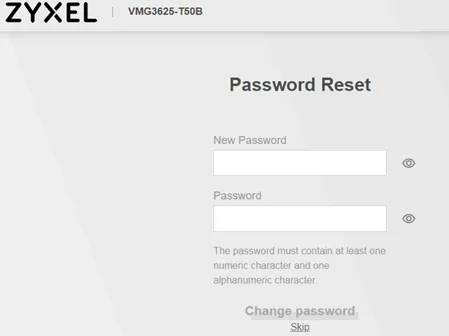 ZYXEL | VMG3625-T50B
Password Reset
New Password
Password
The password must contain at least one
numeric character and one
alphanumeric character.
Change password
Skip